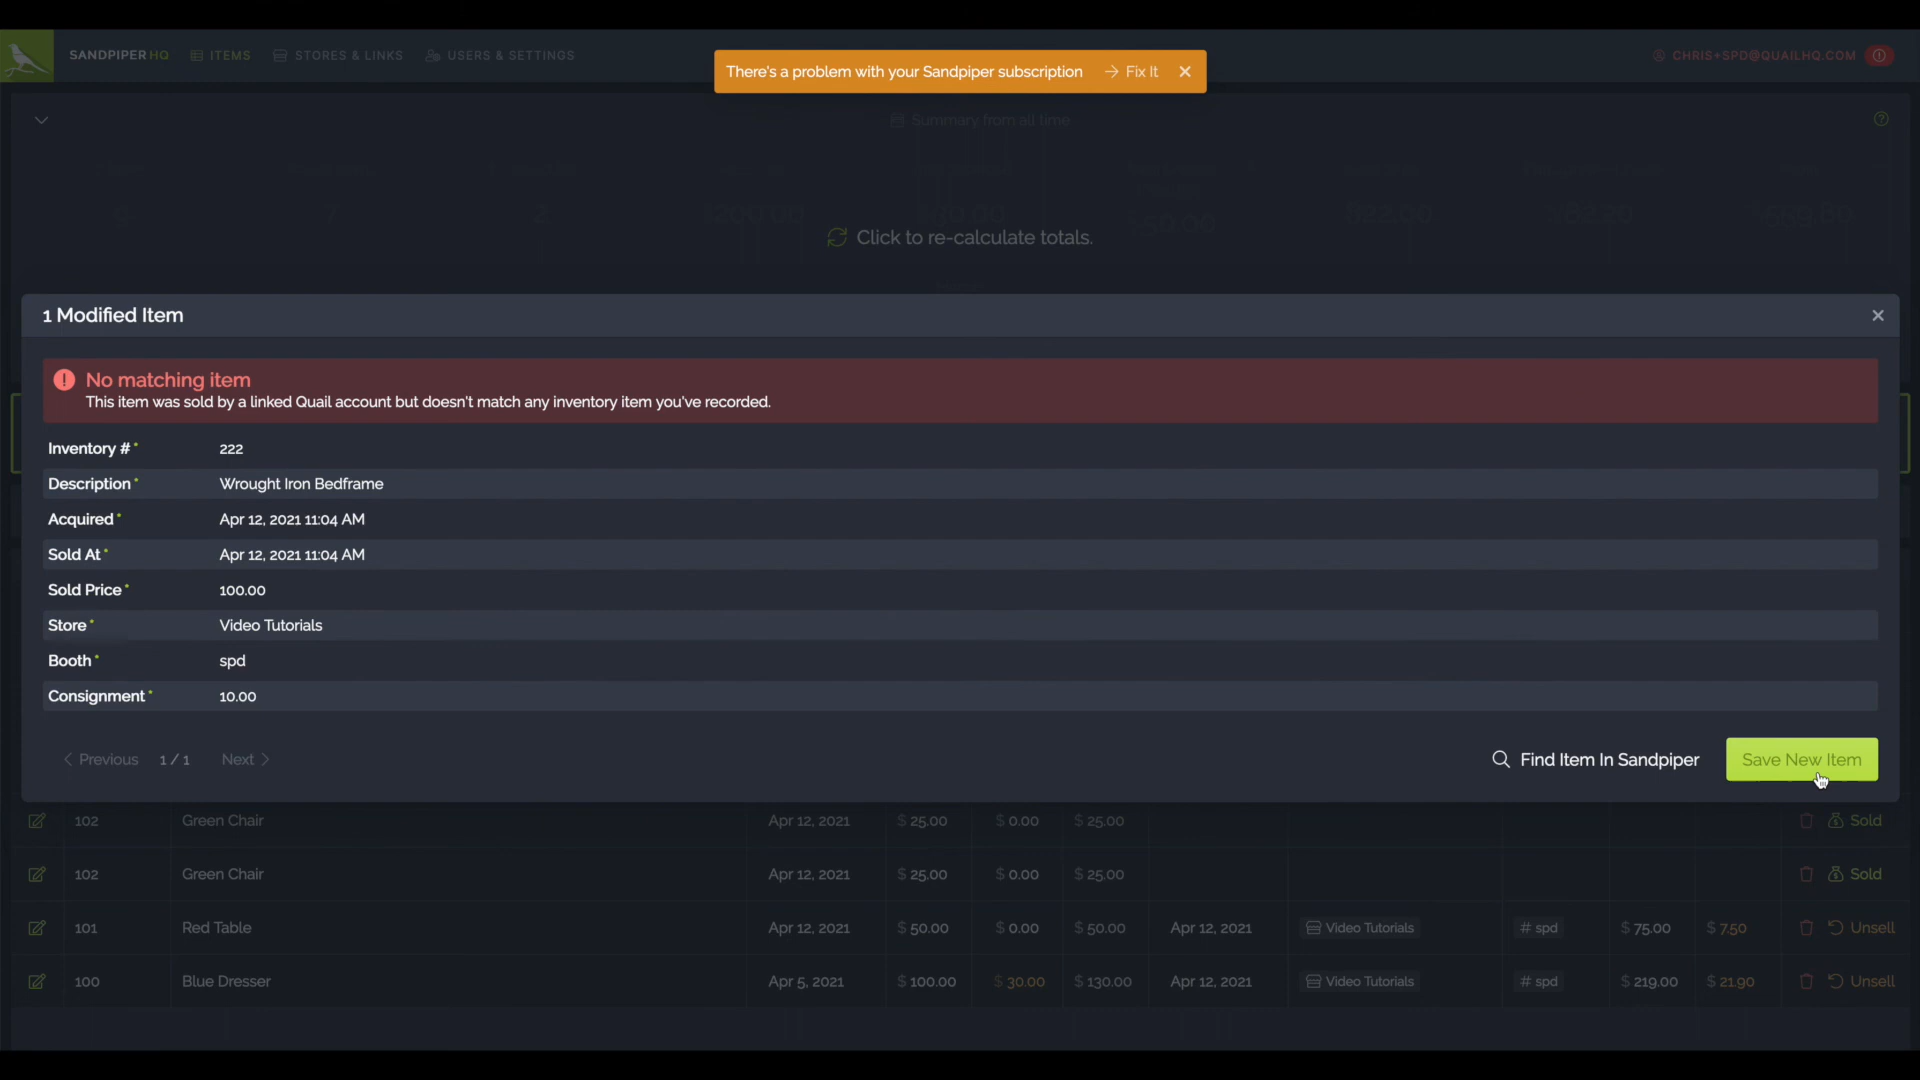 SANDPIPER HQ ITEMS STORES & LINKS USERS & SETTINGS
There's a problem with your Sandpiper subscription Fix It
CHRIS+SPD@QUAILHQ.COM
Summary from all time
Click to re-calculate totals.
1 Modified Item
No matching item
This item was sold by a linked Quail account but doesn't match any inventory item you've recorded.
Inventory #* 222
Description* Wrought Iron Bedframe
Acquired* Apr 12, 2021 11:04 AM
Sold At* Apr 12, 2021 11:04 AM
Sold Price* 100.00
Store* Video Tutorials
Booth* spd
Consignment* 10.00
< Previous 1 / 1 Next >
Find Item In Sandpiper Save New Item
102 Green Chair Apr 12, 2021 $ 25.00 $ 0.00 $ 25.00 Sold
102 Green Chair Apr 12, 2021 $ 25.00 $ 0.00 $ 25.00 Sold
101 Red Table Apr 12, 2021 $ 50.00 $ 0.00 $ 50.00 Apr 12, 2021 Video Tutorials # spd $ 75.00 $ 7.50 Unsell
100 Blue Dresser Apr 5, 2021 $ 100.00 $ 30.00 $ 130.00 Apr 12, 2021 Video Tutorials # spd $ 219.00 $ 21.90 Unsell